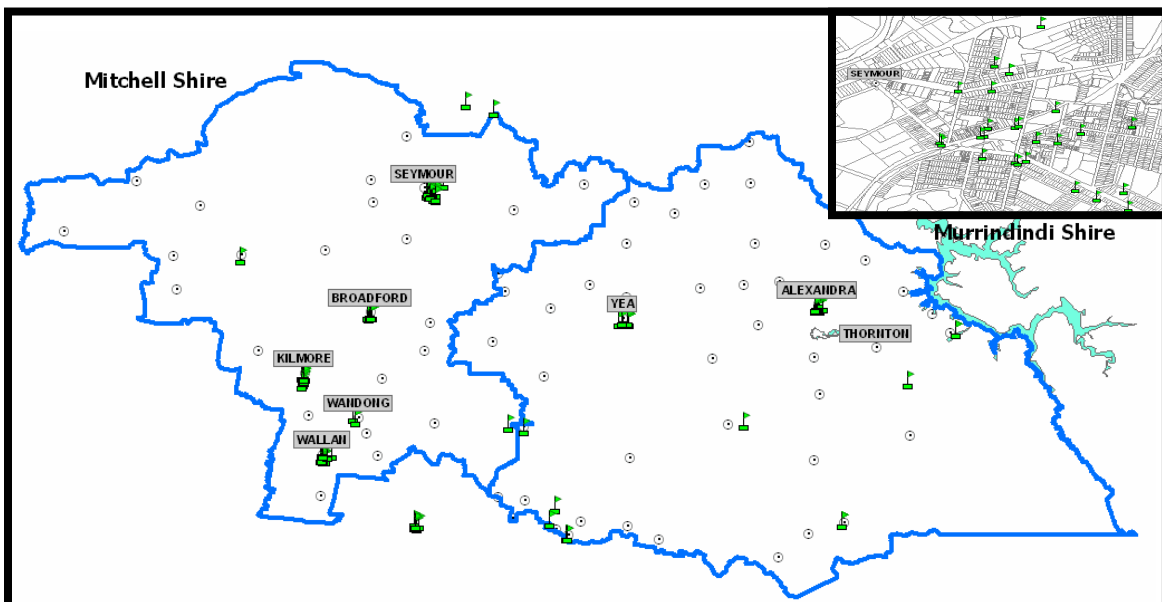 Mitchell Shire
SEYMOUR
SEYMOUR
Murrindindi Shire
BROADFORD
YEA
ALEXANDRA
THORNTON
KILMORE
WANDONG
WALLAN